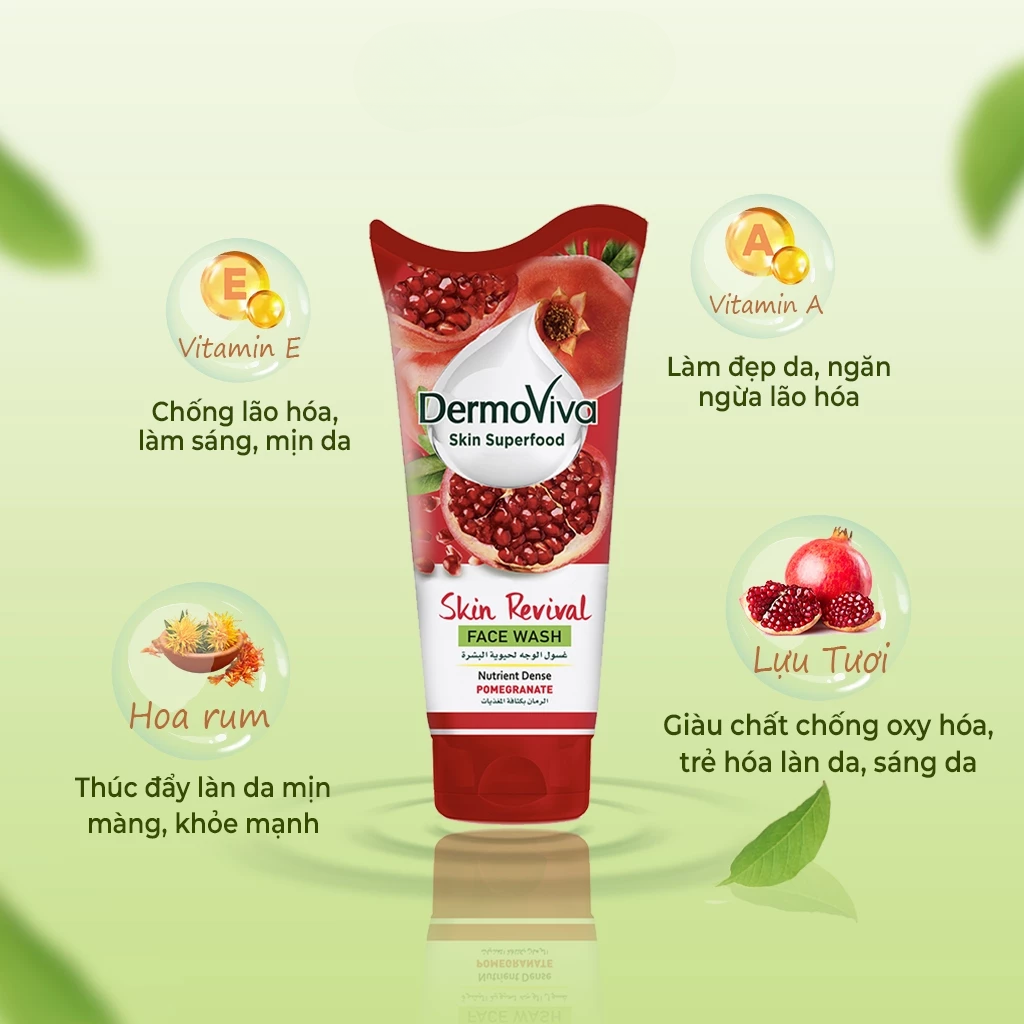 E
Vitamin E
Chống lão hóa,
làm sáng, mịn da
A
Vitamin A
Làm đẹp da, ngăn
ngừa lão hóa
DermoViva
Skin Superfood
Skin Revival
FACE WASH
غسول الوجه لحيوية البشرة
Nutrient Dense
POMEGRANATE
الرمان بكثافة المغذيات
Hoa rum
Thúc đẩy làn da mịn
màng, khỏe mạnh
Lựu Tươi
Giàu chất chống oxy hóa,
trẻ hóa làn da, sáng da